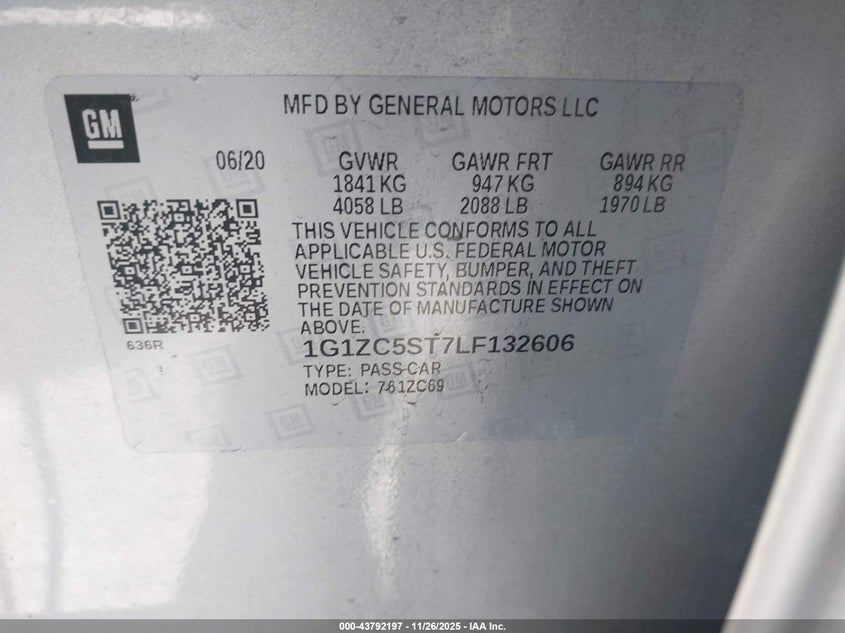 GM
MFD BY GENERAL MOTORS LLC
06/20 GVWR GAWR FRT GAWR RR
1841 KG 947 KG 894 KG
4058 LB 2088 LB 1970 LB
THIS VEHICLE CONFORMS TO ALL
APPLICABLE U.S. FEDERAL MOTOR
VEHICLE SAFETY, BUMPER, AND THEFT
PREVENTION STANDARDS IN EFFECT ON
THE DATE OF MANUFACTURE SHOWN
ABOVE.
636R
1G1ZC5ST7LF132606
TYPE: PASS-CAR
MODEL: 761ZC69
000-43792197 - 11/26/2025 - IAA Inc.